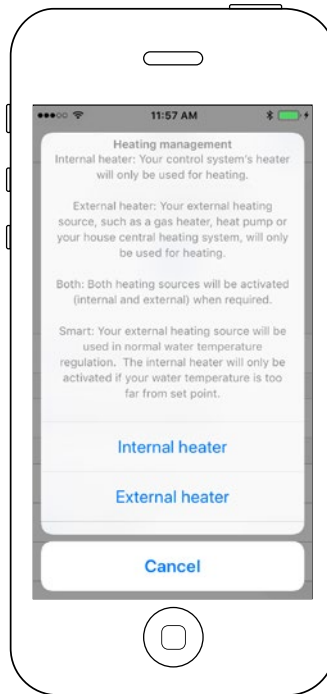 11:57 AM
Heating management
Internal heater: Your control system's heater
will only be used for heating.
External heater: Your external heating
source, such as a gas heater, heat pump or
your house central heating system, will only
be used for heating.
Both: Both heating sources will be activated
(internal and external) when required.
Smart: Your external heating source will be
used in normal water temperature
regulation. The internal heater will only be
activated if your water temperature is too
far from set point.
Internal heater
External heater
Cancel